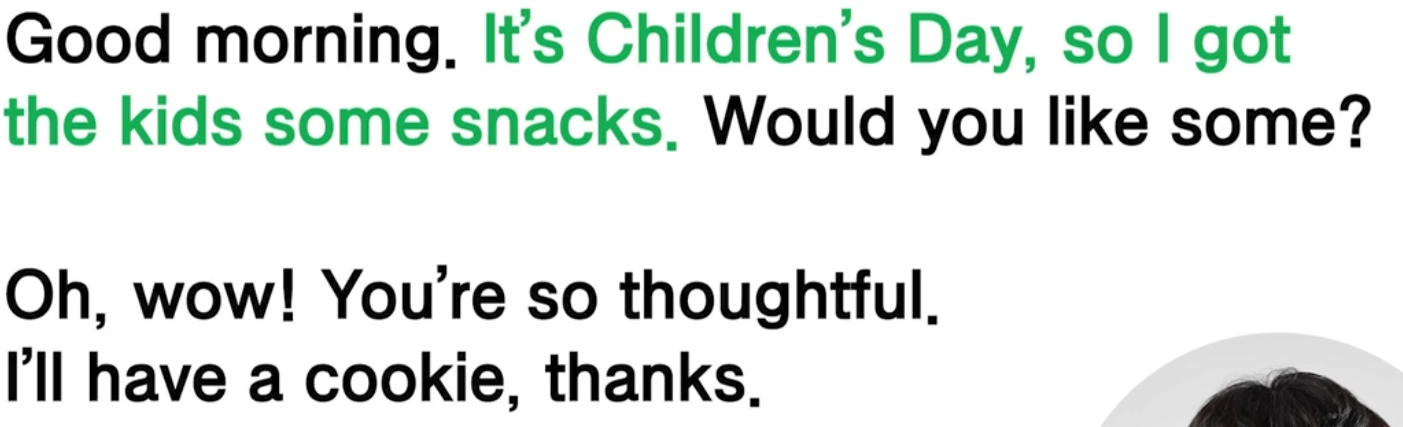 Good morning. It's Children's Day, so I got
the kids some snacks. Would you like some?
Oh, wow! You're so thoughtful.
I'll have a cookie, thanks.